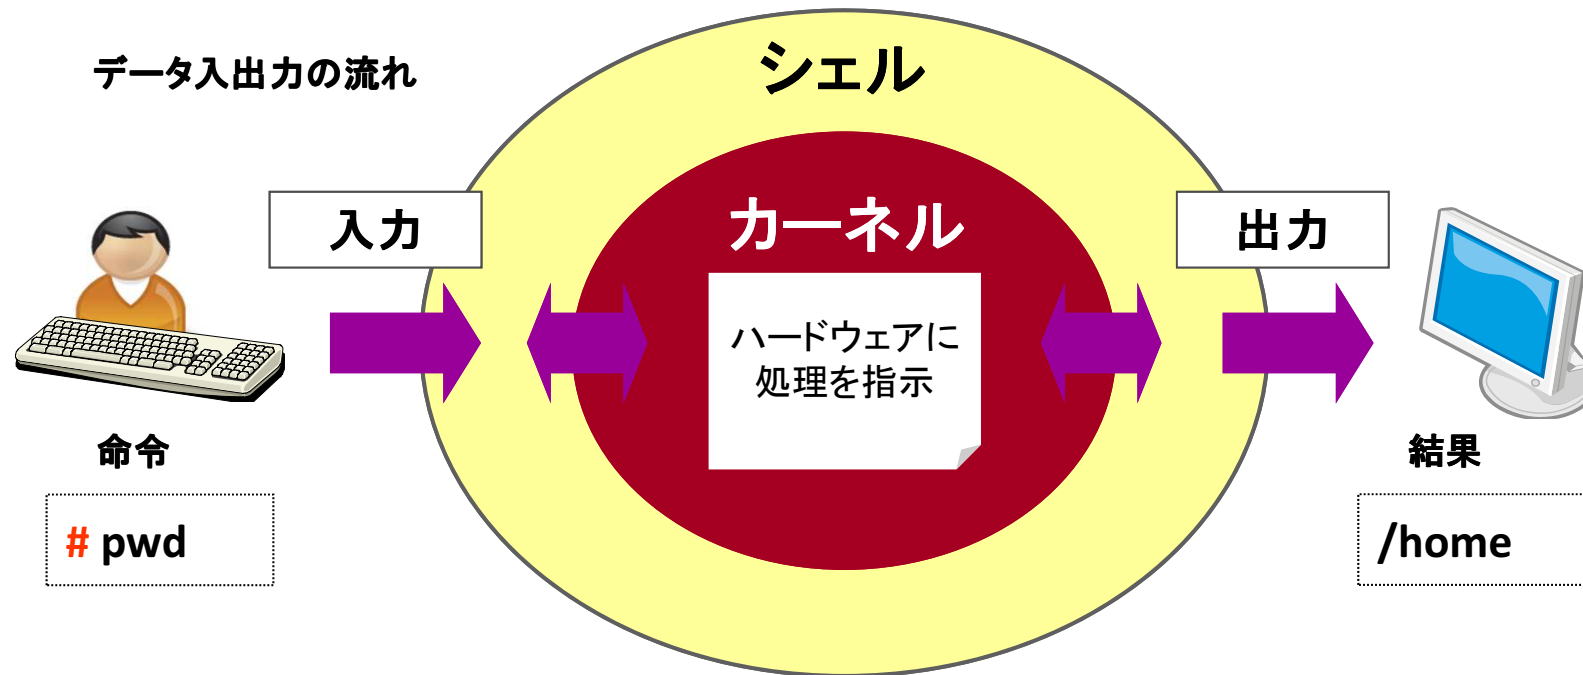 データ入出力の流れ
シェル
カーネル
入力
出力
ハードウェアに
処理を指示
命令
結果
# pwd
/home